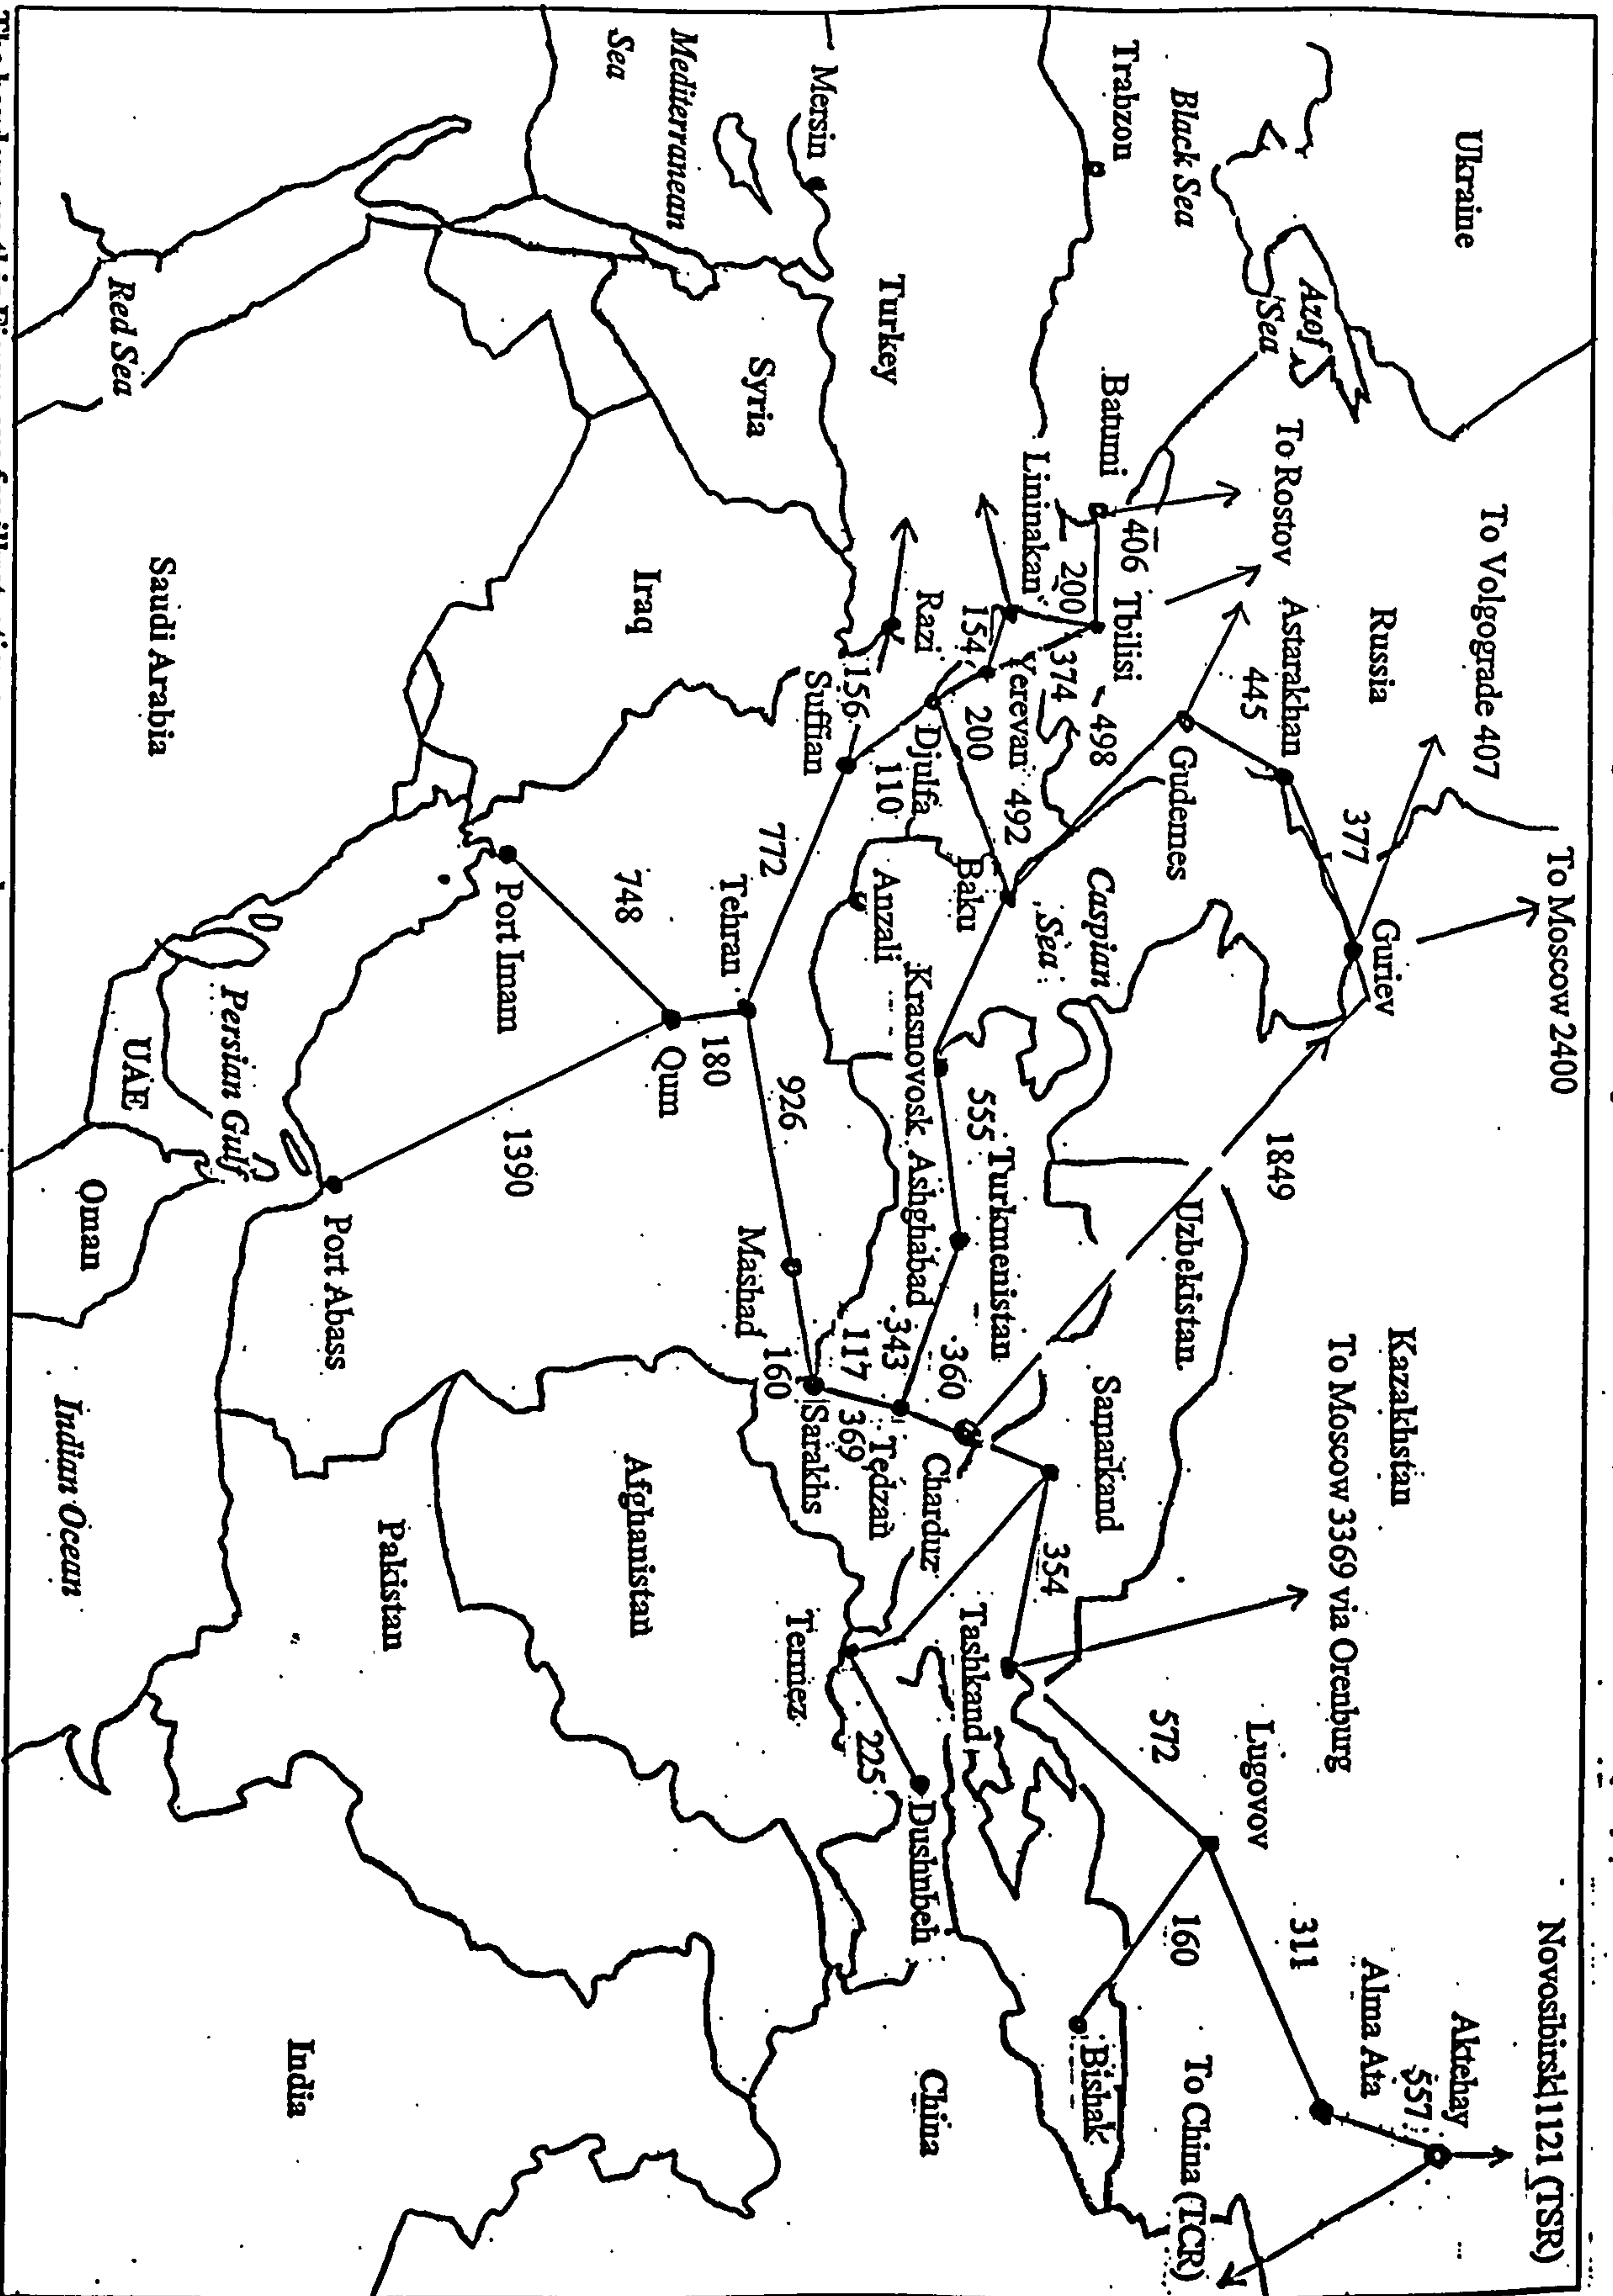 Novosibirsk 1121 (TSR)
To Moscow 2400
To Volgograde 407
Ukraine
Russia
Kazakhstan
To Moscow 3369 via Orenburg
Aktehay
557
Alma Ata
Guriev
377
Azof
Sea
To Rostov
Astarakhan
445
1849
Lugovov
311
Black Sea
Gudemes
Uzbekistan
572
160
To China (TCR)
Trabzon
Batumi
406
Tbilisi
498
Caspian
Sea
Samarkand
354
Bishak
200
374
Lininakan
Yerevan
492
154
200
Baku
555
Turkmenistan
360
Tashkand
Razi
Djulfa
110
Krasnovosk
Ashghabad
343
Charduz
Dushnbeh
China
Turkey
Anzali
Tedzan
225
156
Suffian
117
369
Mersin
Sarakhs
Termez
772
926
160
Syria
Tehran
Mashad
Mediterranean
Sea
180
Qum
Iraq
748
Afghanistan
Port Imam
1390
Pakistan
Port Abass
India
Saudi Arabia
Persian Gulf
Red Sea
UAE
Oman
Indian Ocean